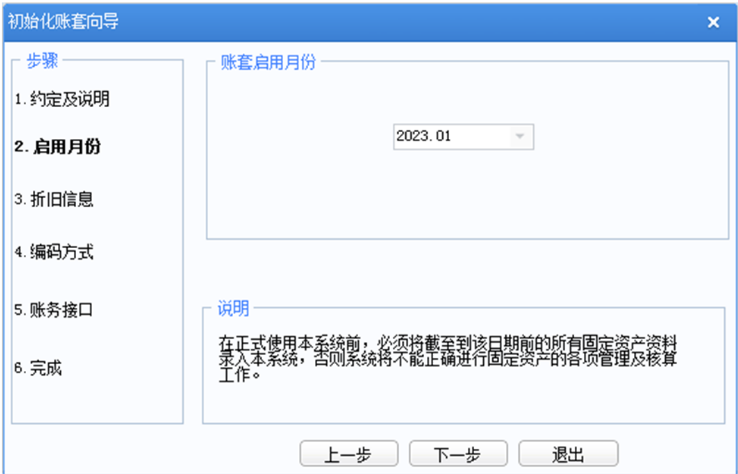 初始化账套向导
步骤
1.约定及说明
2.启用月份
3.折旧信息
4.编码方式
5.账务接口
6.完成
账套启用月份
2023.01
说明
在正式使用本系统前，必须将截至到该日期前的所有固定资产资料
录入本系统，否则系统将不能正确进行固定资产的各项管理及核算
工作。
上一步 下一步 退出